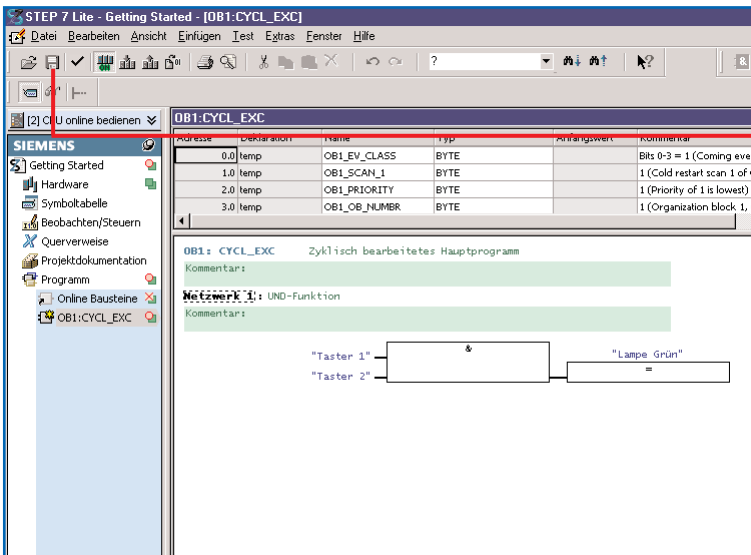 STEP 7 Lite - Getting Started - [OB1:CYCL_EXC]
Datei Bearbeiten Ansicht Einfügen Test Extras Fenster Hilfe
ON
?
&
[2] CPU online bedienen
SIEMENS
Getting Started
Hardware
Symboltabelle
Beobachten/Steuern
Querverweise
Projektdokumentation
Programm
Online Bausteine
OB1:CYCL_EXC
OB1:CYCL_EXC
Adresse Deklaration Name Typ Anfangswert Kommentar
0.0 temp OB1_EV_CLASS BYTE Bits 0-3 = 1 (Coming eve
1.0 temp OB1_SCAN_1 BYTE 1 (Cold restart scan 1 of
2.0 temp OB1_PRIORITY BYTE 1 (Priority of 1 is lowest)
3.0 temp OB1_OB_NUMBR BYTE 1 (Organization block 1,
OB1: CYCL_EXC Zyklisch bearbeitetes Hauptprogramm
Kommentar:
Netzwerk 1: UND-Funktion
Kommentar:
&
"Taster 1"
"Taster 2"
"Lampe Grün"
=